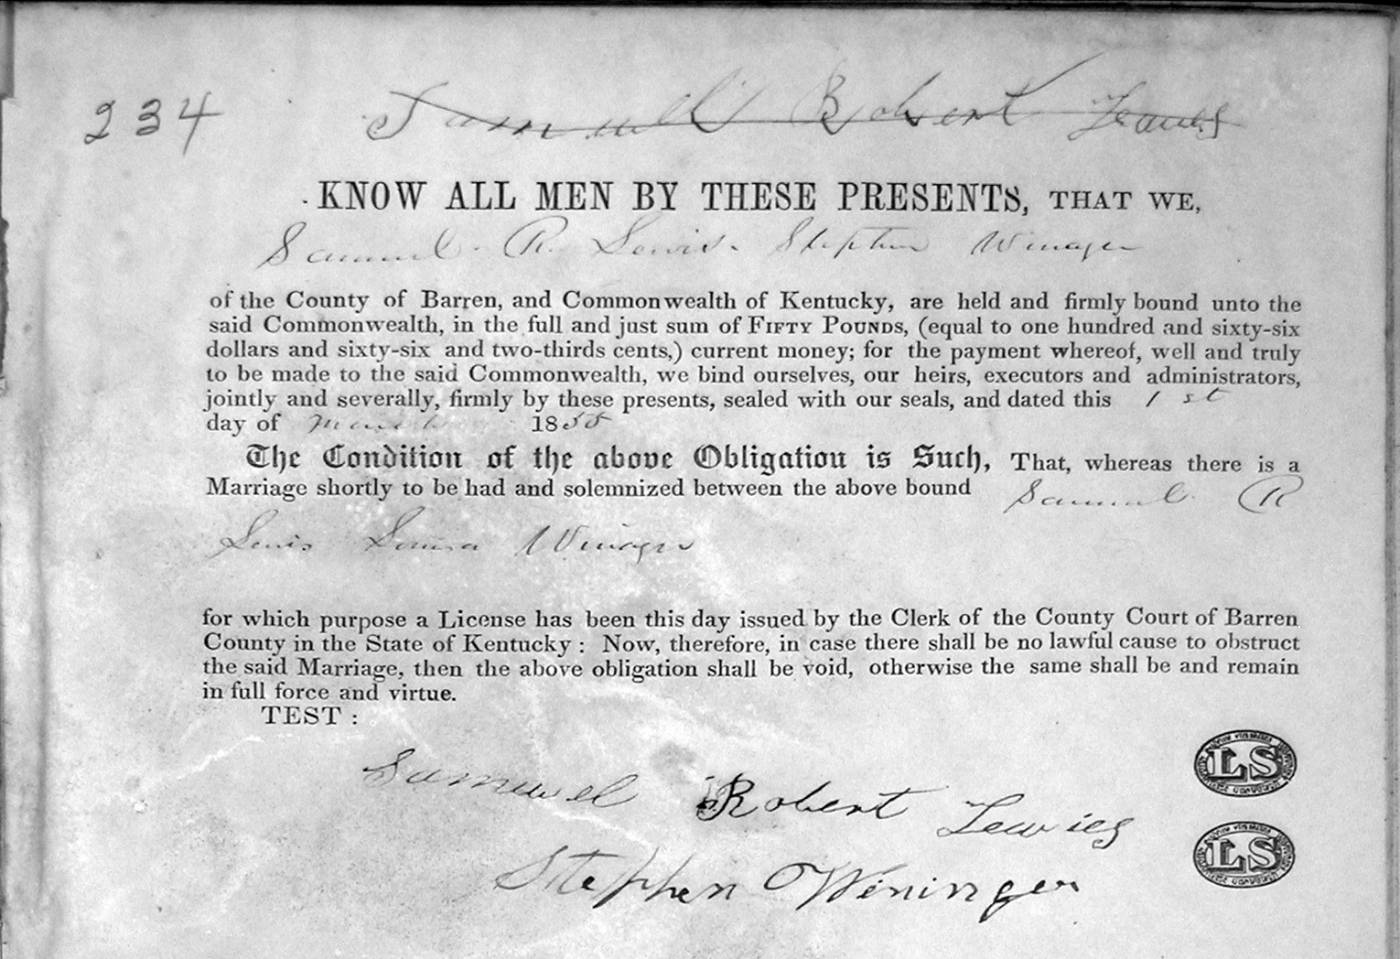 234 Samuel Robert
KNOW ALL MEN BY THESE PRESENTS, THAT WE,
Samuel R. Lewis. Stephen Winager
of the County of Barren, and Commonwealth of Kentucky, are held and firmly bound unto the
said Commonwealth, in the full and just sum of FIFTY POUNDS, (equal to one hundred and sixty-six
dollars and sixty-six and two-thirds cents,) current money; for the payment whereof, well and truly
to be made to the said Commonwealth, we bind ourselves, our heirs, executors and administrators,
jointly and severally, firmly by these presents, sealed with our seals, and dated this 1st
day of 18
The Condition of the above Obligation is Such, That, whereas there is a
Marriage shortly to be had and solemnized between the above bound Samuel R
Lewis Louisa Winager
for which purpose a License has been this day issued by the Clerk of the County Court of Barren
County in the State of Kentucky: Now, therefore, in case there shall be no lawful cause to obstruct
the said Marriage, then the above obligation shall be void, otherwise the same shall be and remain
in full force and virtue.
TEST:
Samuel Robert Lewies LS
Stephen Wininger LS